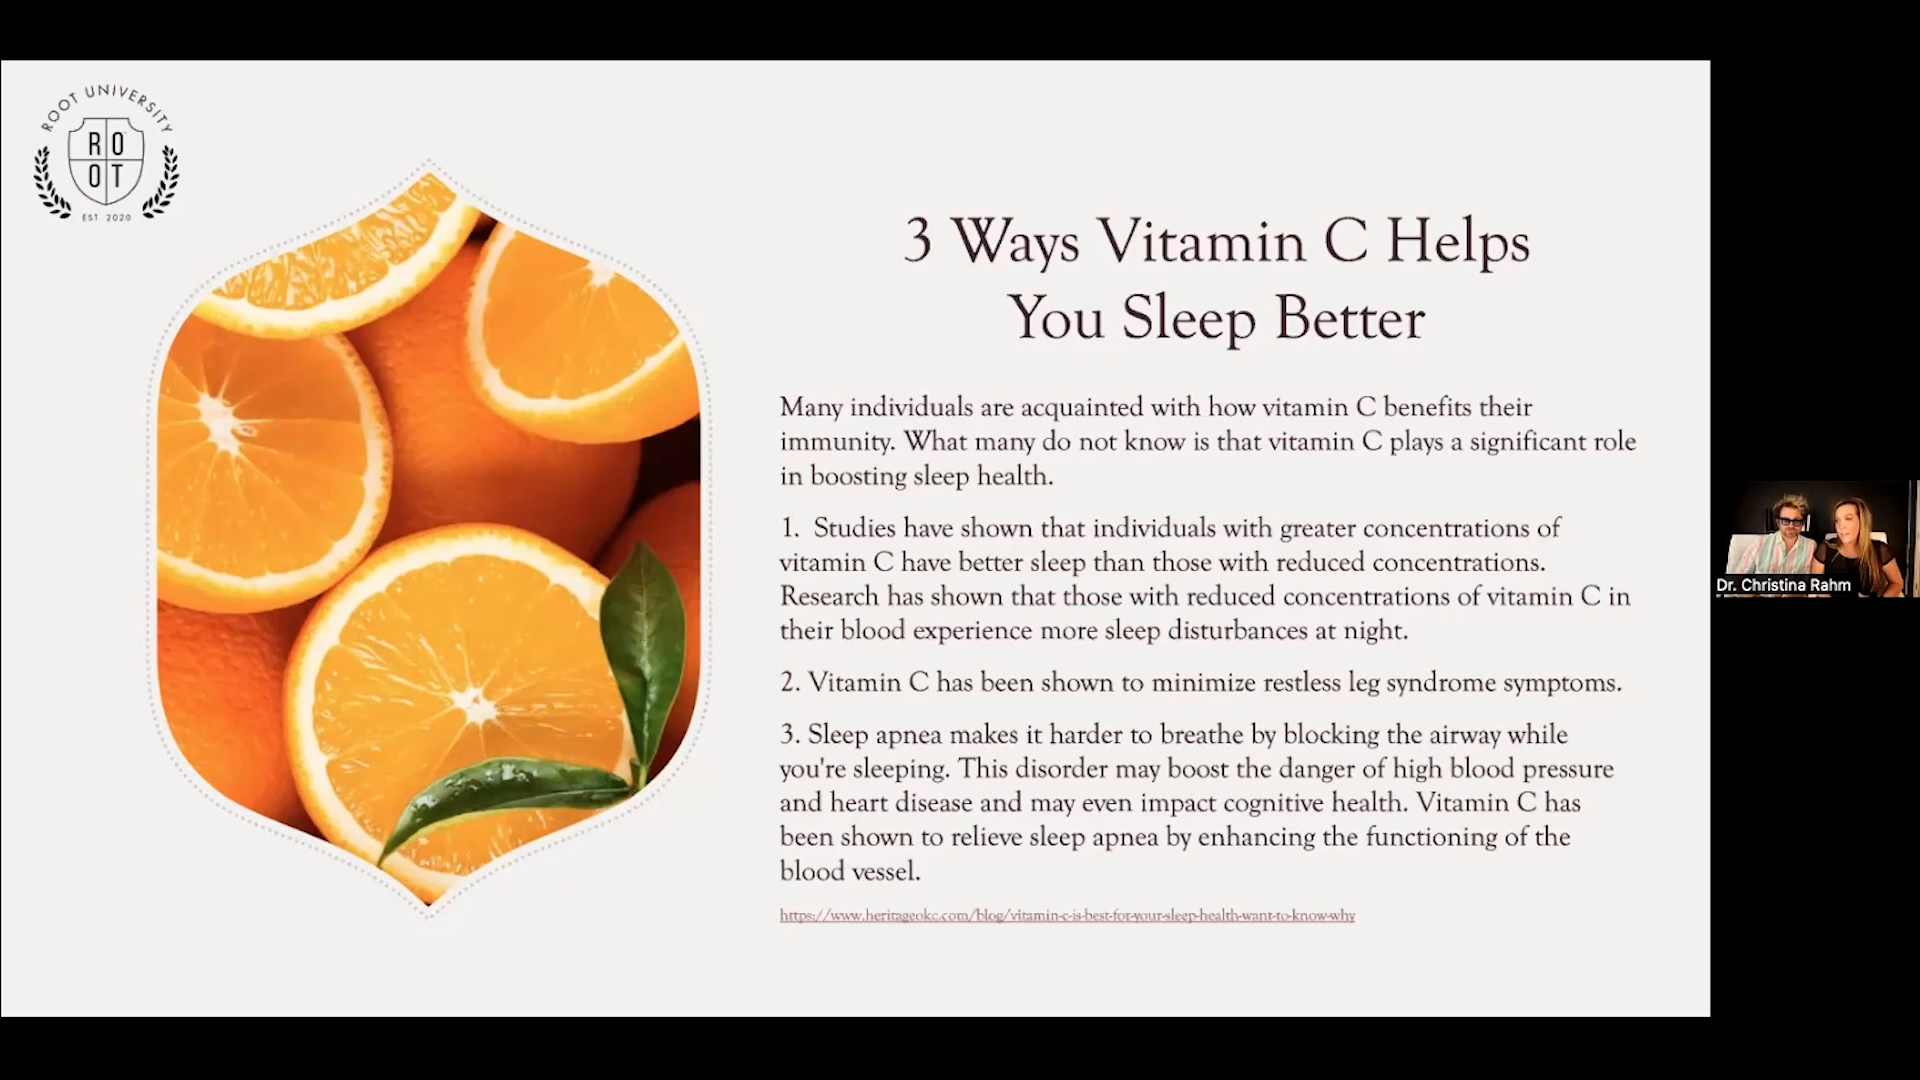 ROOT UNIVERSITY
RO
OT
EST. 2020
3 Ways Vitamin C Helps
You Sleep Better
Many individuals are acquainted with how vitamin C benefits their
immunity. What many do not know is that vitamin C plays a significant role
in boosting sleep health.
1. Studies have shown that individuals with greater concentrations of
vitamin C have better sleep than those with reduced concentrations.
Research has shown that those with reduced concentrations of vitamin C in
their blood experience more sleep disturbances at night.
2. Vitamin C has been shown to minimize restless leg syndrome symptoms.
3. Sleep apnea makes it harder to breathe by blocking the airway while
you're sleeping. This disorder may boost the danger of high blood pressure
and heart disease and may even impact cognitive health. Vitamin C has
been shown to relieve sleep apnea by enhancing the functioning of the
blood vessel.
https://www.heritageokc.com/blog/vitamin-c-is-best-for-your-sleep-health-want-to-know-why
Dr. Christina Rahm